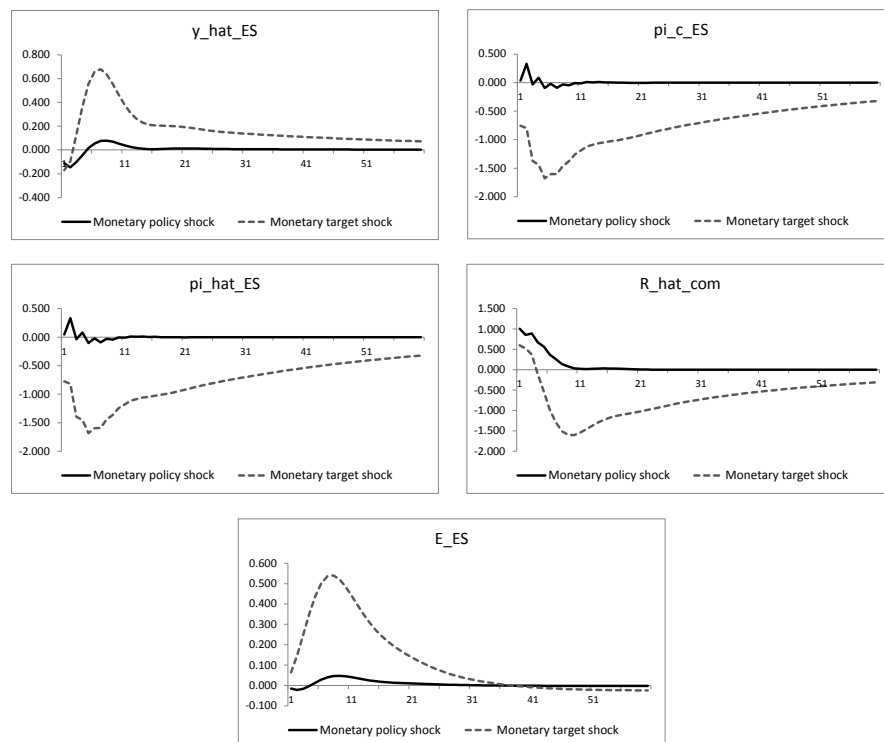 y_hat_ES
0.800
0.600
0.400
0.200
0.000
-0.200
-0.400
1 11 21 31 41 51
Monetary policy shock Monetary target shock
pi_c_ES
0.500
0.000
-0.500
-1.000
-1.500
-2.000
1 11 21 31 41 51
Monetary policy shock Monetary target shock
pi_hat_ES
0.500
0.000
-0.500
-1.000
-1.500
-2.000
1 11 21 31 41 51
Monetary policy shock Monetary target shock
R_hat_com
1.500
1.000
0.500
0.000
-0.500
-1.000
-1.500
-2.000
1 11 21 31 41 51
Monetary policy shock Monetary target shock
E_ES
0.600
0.500
0.400
0.300
0.200
0.100
0.000
-0.100
1 11 21 31 41 51
Monetary policy shock Monetary target shock